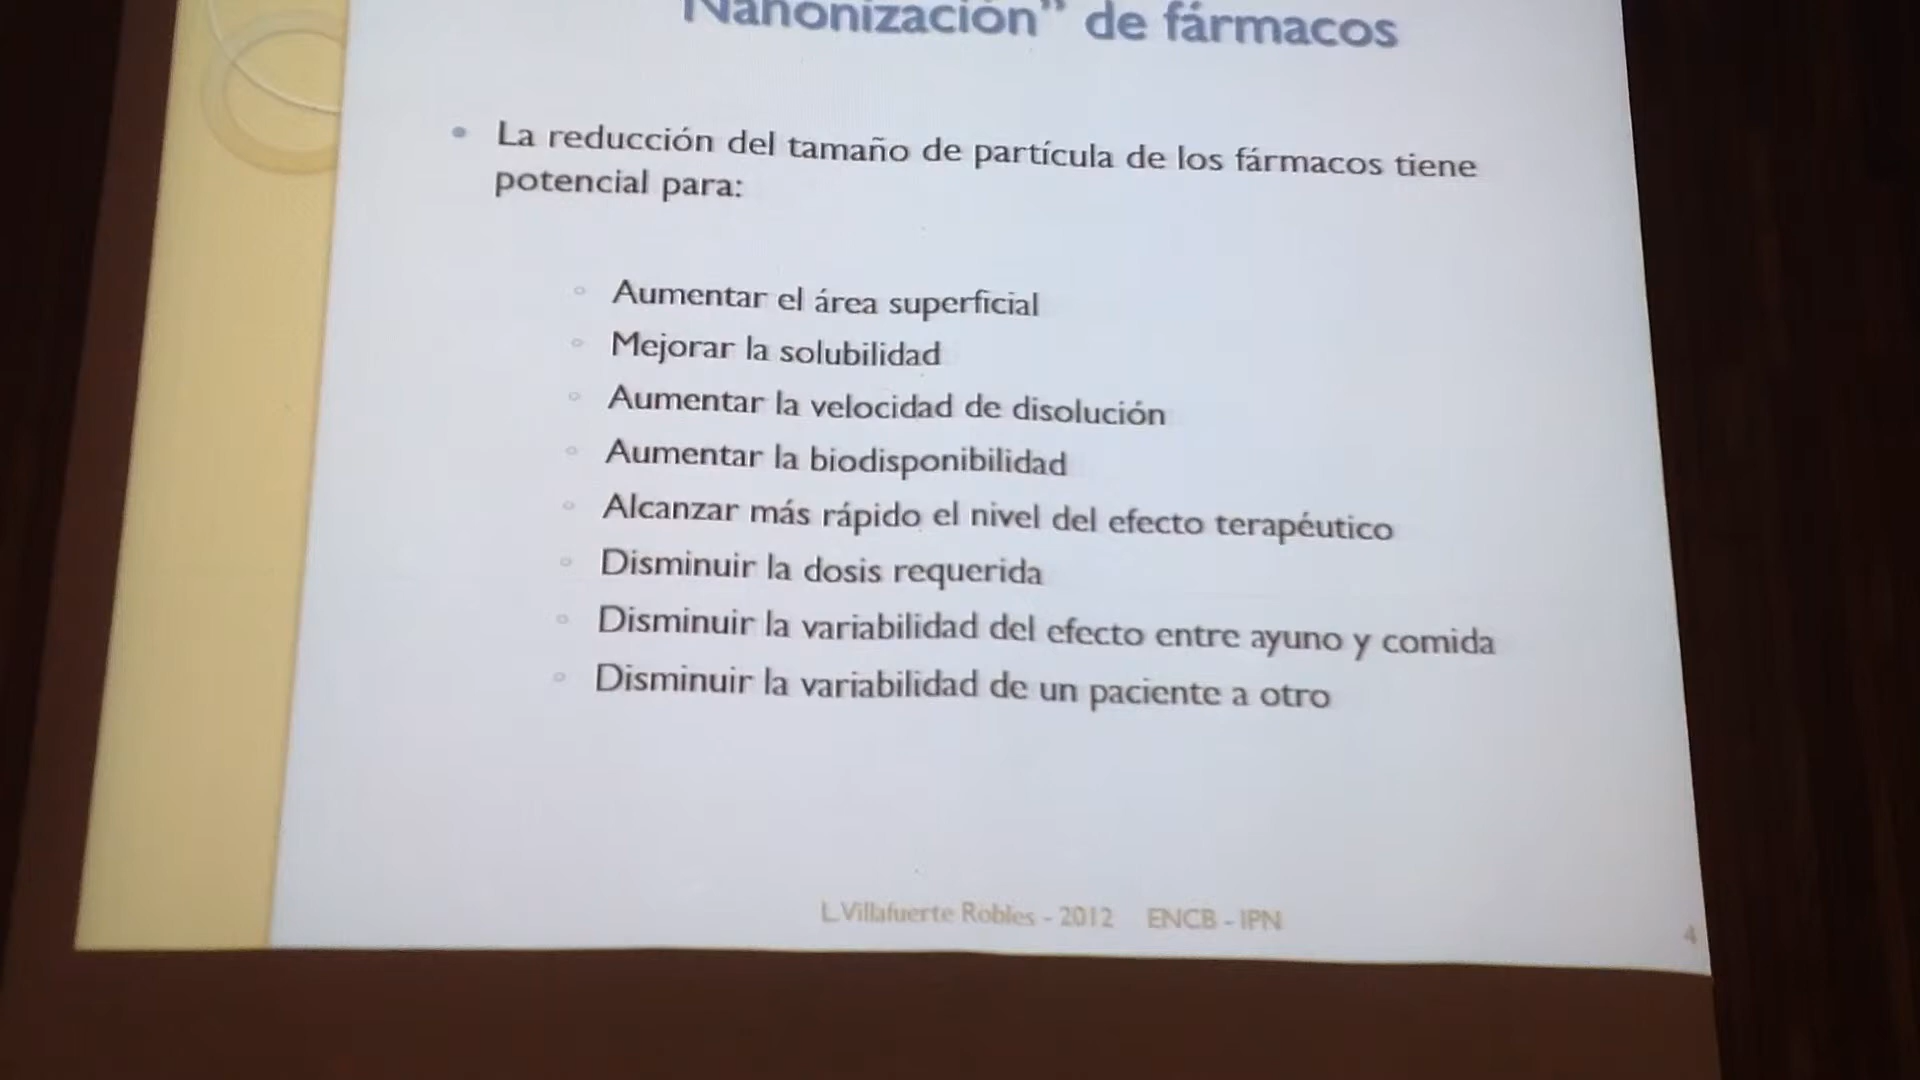 Nanonización" de fármacos
La reducción del tamaño de partícula de los fármacos tiene
potencial para:
Aumentar el área superficial
Mejorar la solubilidad
Aumentar la velocidad de disolución
Aumentar la biodisponibilidad
Alcanzar más rápido el nivel del efecto terapéutico
Disminuir la dosis requerida
Disminuir la variabilidad del efecto entre ayuno y comida
Disminuir la variabilidad de un paciente a otro
L.Villafuerte Robles - 2012 ENCB - IPN
4